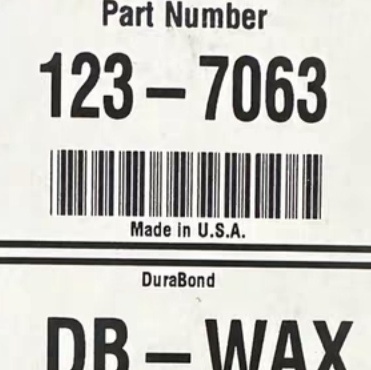 Part Number
123-7063
Made in U.S.A.
DuraBond
DB-WAX